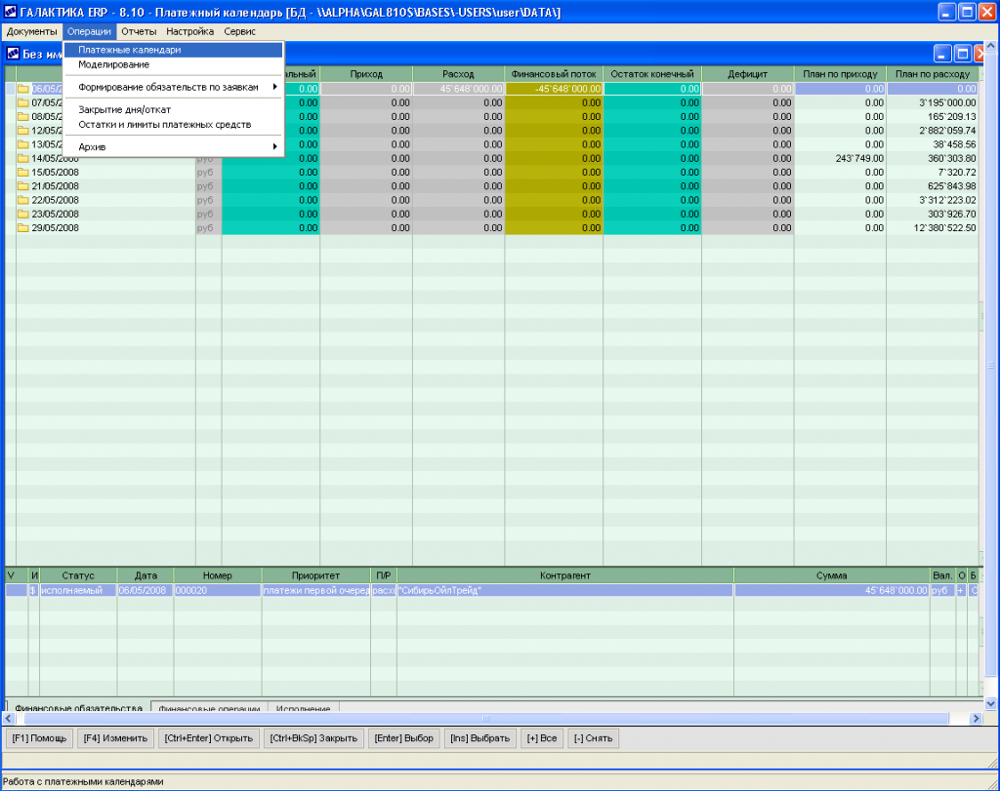 ГАЛАКТИКА ERP - 8.10 - Платежный календарь [БД - \\ALPHA\GAL810$\BASES\-USERS\user\DATA\]
Документы Операции Отчеты Настройка Сервис
Без им
Платежные календари
Моделирование
Формирование обязательств по заявкам
Закрытие дня/откат
Остатки и лимиты платежных средств
Архив
льный Приход Расход Финансовый поток Остаток конечный Дефицит План по приходу План по расходу
06/05/2 0.00 0.00 45`648`000.00 -45`648`000.00 0.00 0.00 0.00 0.00
07/05/2 0.00 0.00 0.00 0.00 0.00 0.00 0.00 3`195`000.00
08/05/2 0.00 0.00 0.00 0.00 0.00 0.00 0.00 165`209.13
12/05/2 0.00 0.00 0.00 0.00 0.00 0.00 0.00 2`882`059.74
13/05/2 0.00 0.00 0.00 0.00 0.00 0.00 0.00 38`458.56
14/05/2008 руб 0.00 0.00 0.00 0.00 0.00 0.00 243`749.00 360`303.80
15/05/2008 руб 0.00 0.00 0.00 0.00 0.00 0.00 0.00 7`320.72
21/05/2008 руб 0.00 0.00 0.00 0.00 0.00 0.00 0.00 625`843.98
22/05/2008 руб 0.00 0.00 0.00 0.00 0.00 0.00 0.00 3`312`223.02
23/05/2008 руб 0.00 0.00 0.00 0.00 0.00 0.00 0.00 303`926.70
29/05/2008 руб 0.00 0.00 0.00 0.00 0.00 0.00 0.00 12`380`522.50
V И Статус Дата Номер Приоритет П/Р Контрагент Сумма Вал. О Б
$ исполняемый 06/05/2008 000020 платежи первой очеред расхо "СибирьОйлТрейд" 45`648`000.00 руб + С
Финансовые обязательства Финансовые операции Исполнение
[F1] Помощь [F4] Изменить [Ctrl+Enter] Открыть [Ctrl+BkSp] Закрыть [Enter] Выбор [Ins] Выбрать [+] Все [-] Снять
Работа с платежными календарями